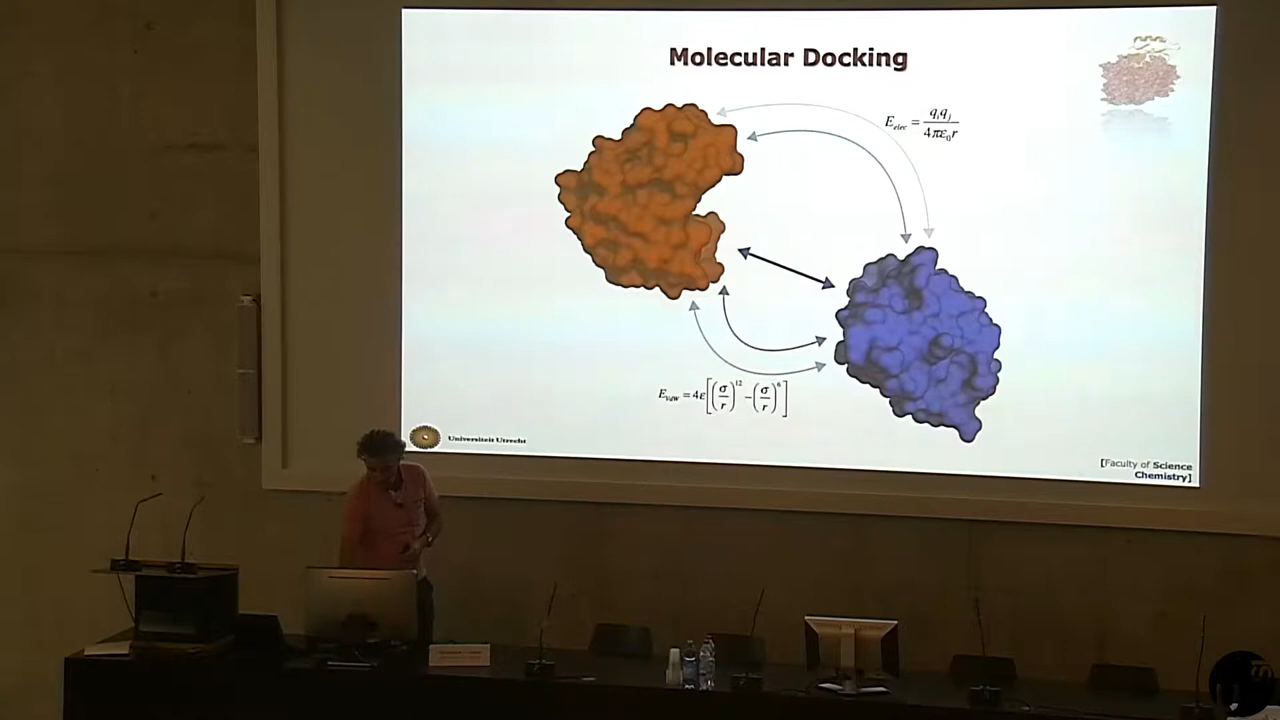 Molecular Docking
E_elec = q_i q_j / 4πε_0 r
E_VdW = 4ε[(σ/r)^12 − (σ/r)^6]
Universiteit Utrecht
[Faculty of Science
Chemistry]